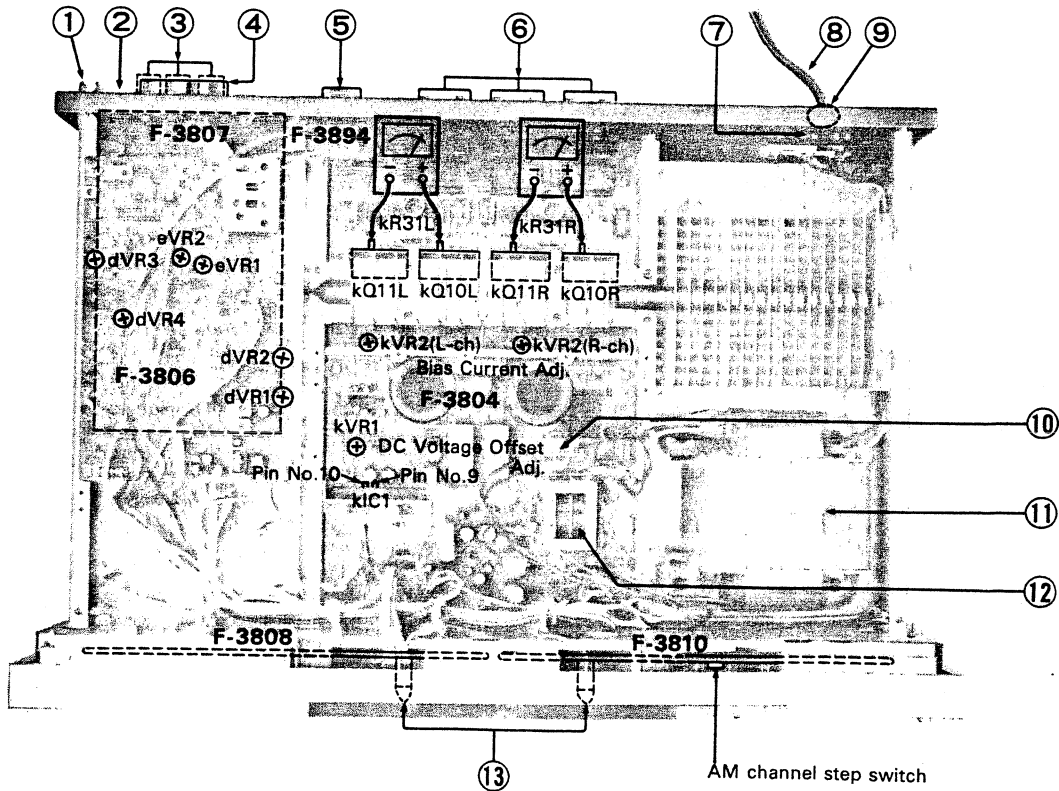 ① ② ③ ④ ⑤ ⑥ ⑦ ⑧ ⑨
F-3807 F-3894
− + − +
kR31L kR31R
eVR2
dVR3 eVR1
kQ11L kQ10L kQ11R kQ10R
dVR4
kVR2(L-ch) kVR2(R-ch)
dVR2
Bias Current Adj.
F-3806
dVR1 F-3804
⑩
kVR1
DC Voltage Offset
Adj.
Pin No.10 Pin No.9
kIC1
⑪
⑫
F-3808 F-3810
⑬
AM channel step switch